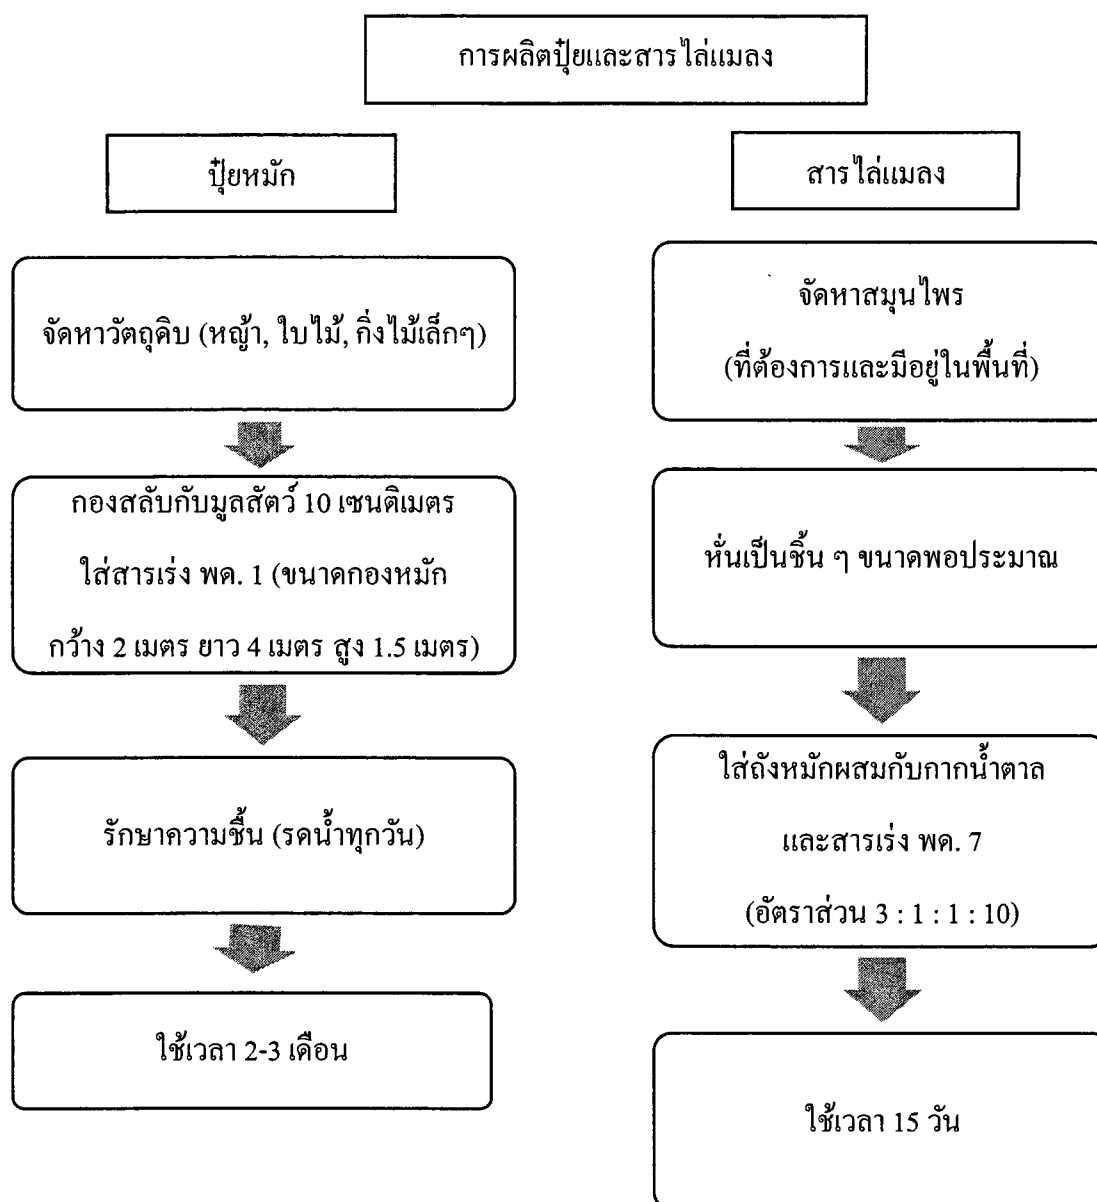 การผลิตปุ๋ยและสารไล่แมลง
ปุ๋ยหมัก
จัดหาวัตถุดิบ (หญ้า, ใบไม้, กิ่งไม้เล็กๆ)
กองสลับกับมูลสัตว์ 10 เซนติเมตร
ใส่สารเร่ง พด. 1 (ขนาดกองหมัก
กว้าง 2 เมตร ยาว 4 เมตร สูง 1.5 เมตร)
รักษาความชื้น (รดน้ำทุกวัน)
ใช้เวลา 2-3 เดือน
สารไล่แมลง
จัดหาสมุนไพร
(ที่ต้องการและมีอยู่ในพื้นที่)
หั่นเป็นชิ้น ๆ ขนาดพอประมาณ
ใส่ถังหมักผสมกับกากน้ำตาล
และสารเร่ง พด. 7
(อัตราส่วน 3 : 1 : 1 : 10)
ใช้เวลา 15 วัน